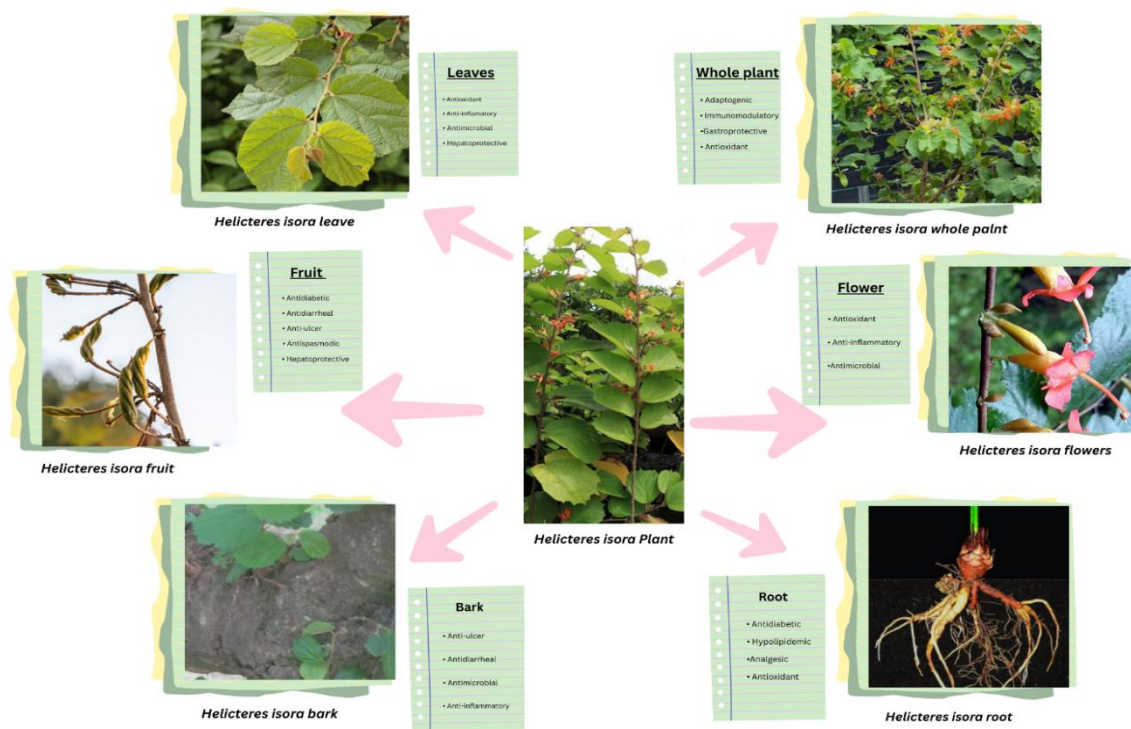 Leaves
• Antioxidant
• Anti-inflamatory
• Antimicrobial
• Hepatoprotective
Helicteres isora leave
Whole plant
• Adaptogenic
• Immunomodulatory
•Gastroprotective
• Antioxidant
Helicteres isora whole palnt
Fruit
• Antidiabetic
• Antidiarrheal
• Anti-ulcer
• Antispasmodic
• Hepatoprotective
Helicteres isora fruit
Flower
• Antioxidant
• Anti-inflammatory
•Antimicrobial
Helicteres isora flowers
Helicteres isora Plant
Bark
• Anti-ulcer
• Antidiarrheal
• Antimicrobial
• Anti-inflammatory
Helicteres isora bark
Root
• Antidiabetic
• Hypolipidemic
•Analgesic
• Antioxidant
Helicteres isora root